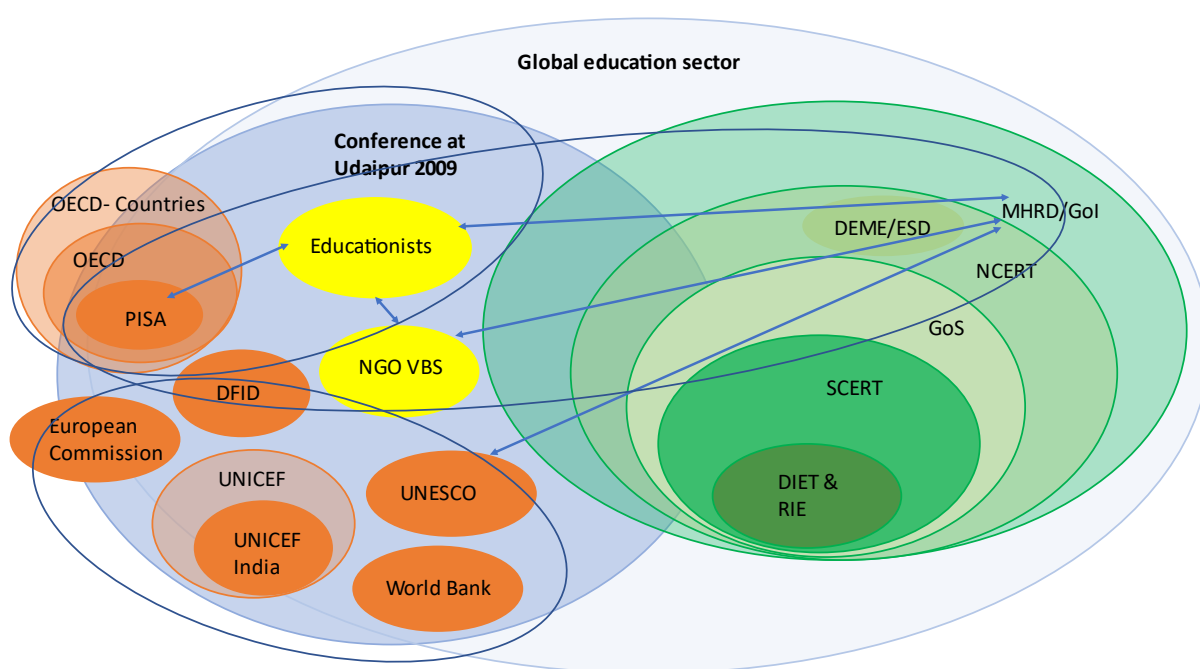 Global education sector
Conference at
Udaipur 2009
OECD- Countries
MHRD/GoI
DEME/ESD
Educationists
OECD
NCERT
PISA
GoS
NGO VBS
SCERT
DFID
European
Commission
UNICEF
UNESCO
DIET &
RIE
UNICEF
India
World Bank